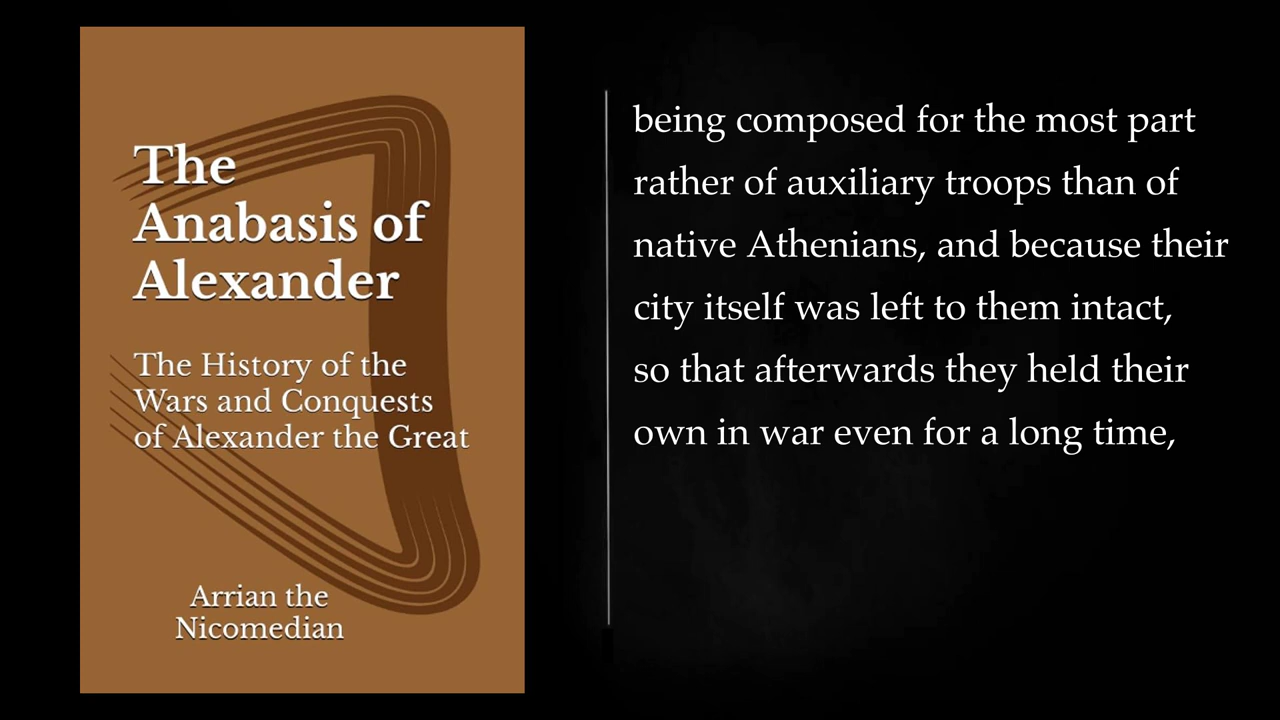 The
Anabasis of
Alexander
The History of the
Wars and Conquests
of Alexander the Great
Arrian the
Nicomedian
being composed for the most part
rather of auxiliary troops than of
native Athenians, and because their
city itself was left to them intact,
so that afterwards they held their
own in war even for a long time,